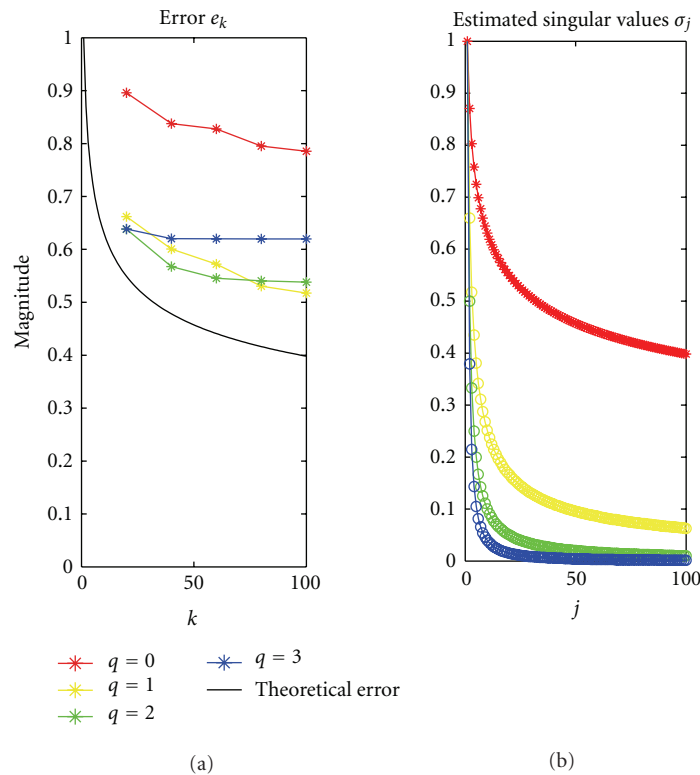 Error e_k
Magnitude
1
0.9
0.8
0.7
0.6
0.5
0.4
0.3
0.2
0.1
0
0 50 100
k
Estimated singular values σ_j
1
0.9
0.8
0.7
0.6
0.5
0.4
0.3
0.2
0.1
0
0 50 100
j
q = 0
q = 1
q = 2
q = 3
Theoretical error
(a)
(b)